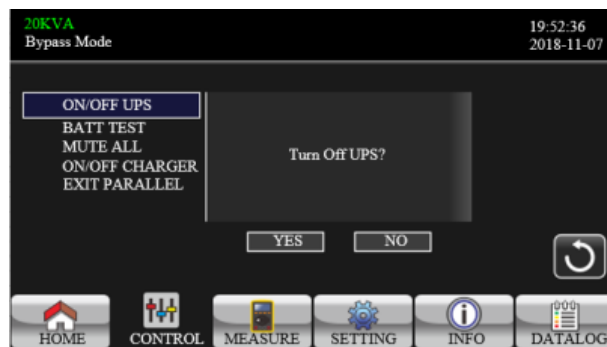 20KVA
Bypass Mode
19:52:36
2018-11-07
ON/OFF UPS
BATT TEST
MUTE ALL
ON/OFF CHARGER
EXIT PARALLEL
Turn Off UPS?
YES
NO
HOME
CONTROL
MEASURE
SETTING
INFO
DATALOG